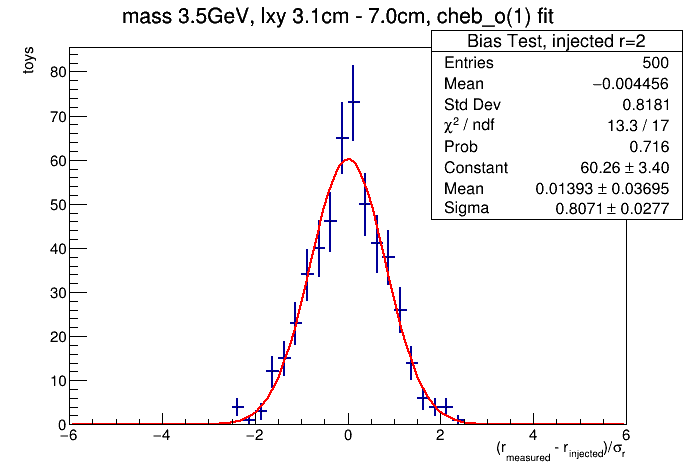 mass 3.5GeV, lxy 3.1cm - 7.0cm, cheb_o(1) fit
Bias Test, injected r=2
Entries 500
Mean −0.004456
Std Dev 0.8181
χ² / ndf 13.3 / 17
Prob 0.716
Constant 60.26 ± 3.40
Mean 0.01393 ± 0.03695
Sigma 0.8071 ± 0.0277
toys
80
70
60
50
40
30
20
10
0
−6 −4 −2 0 2 4 6
(r_measured - r_injected)/σ_r